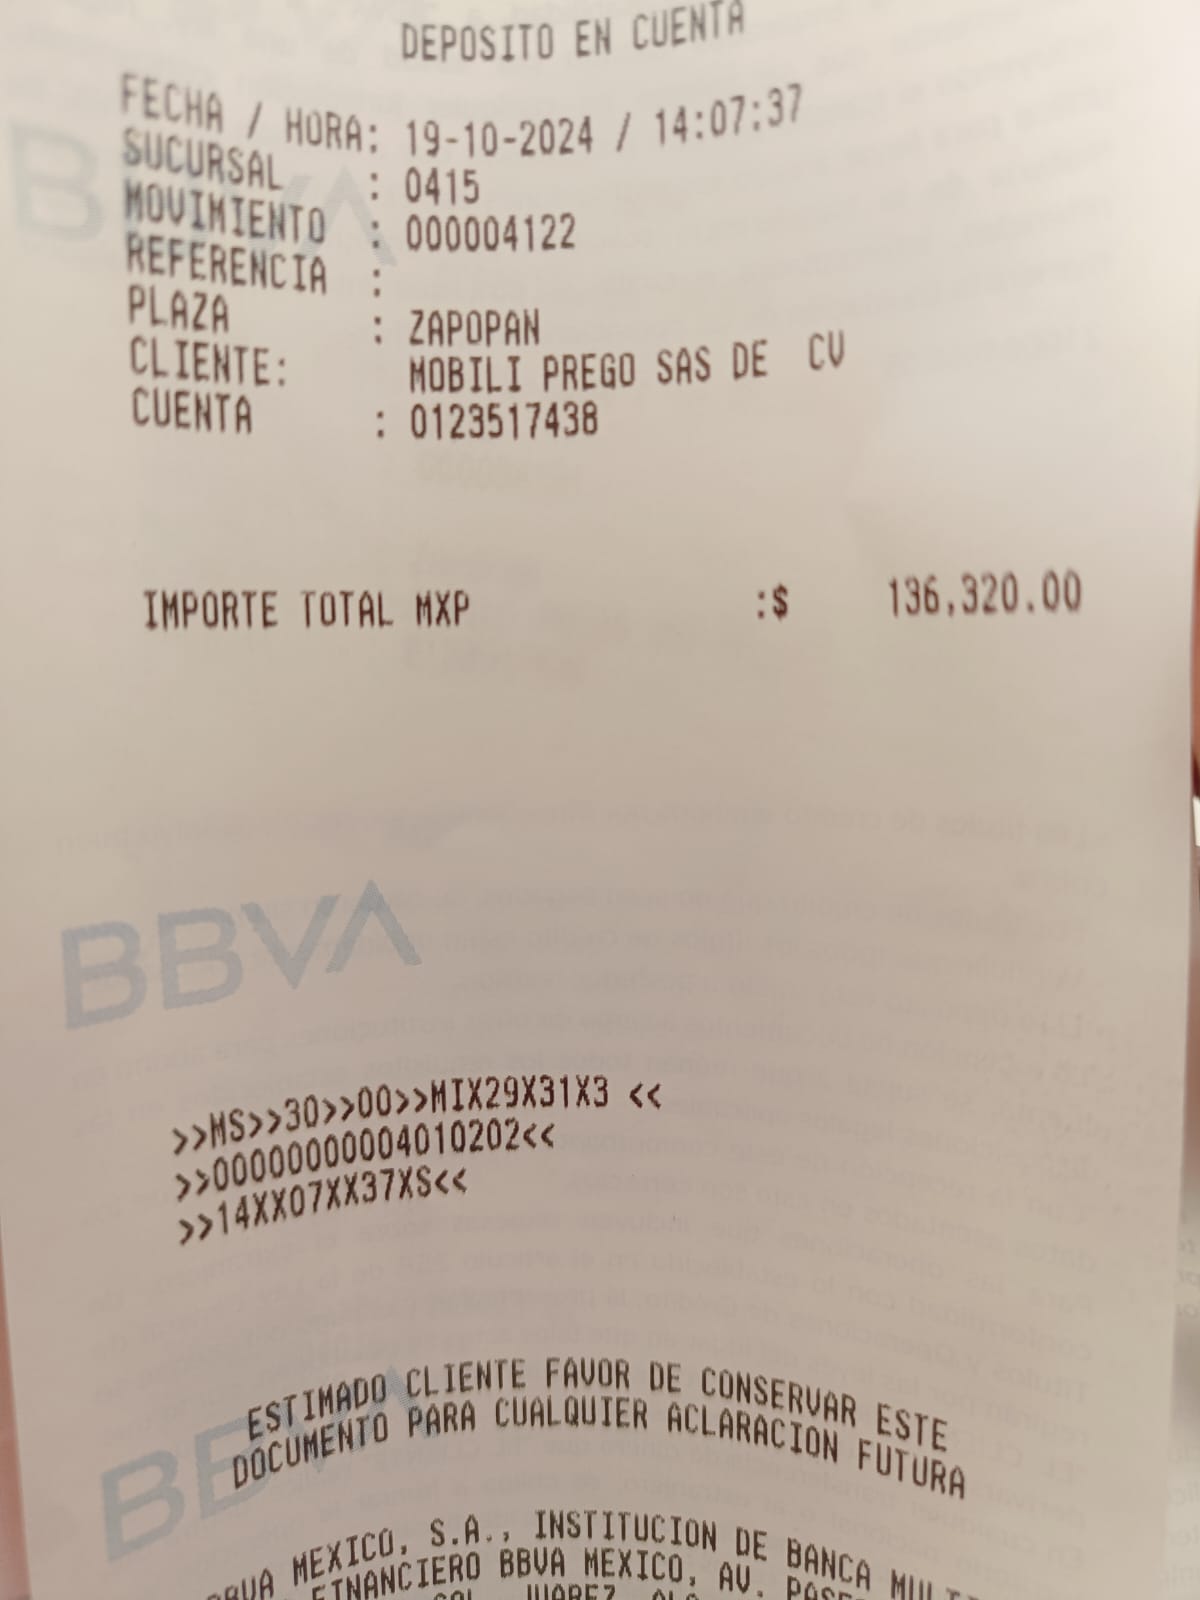 DEPOSITO EN CUENTA
FECHA / HORA: 19-10-2024 / 14:07:37
SUCURSAL : 0415
MOVIMIENTO : 000004122
REFERENCIA :
PLAZA : ZAPOPAN
CLIENTE: MOBILI PREGO SAS DE CV
CUENTA : 0123517438
IMPORTE TOTAL MXP :$ 136,320.00
BBVA
>>MS>>30>>00>>MIX29X31X3 <<
>>00000000004010202<<
>>14XX07XX37XS<<
ESTIMADO CLIENTE FAVOR DE CONSERVAR ESTE
DOCUMENTO PARA CUALQUIER ACLARACION FUTURA
BBVA
MEXICO, S.A., INSTITUCION DE BANCA
FINANCIERO BBVA MEXICO, AV.
JUAREZ,